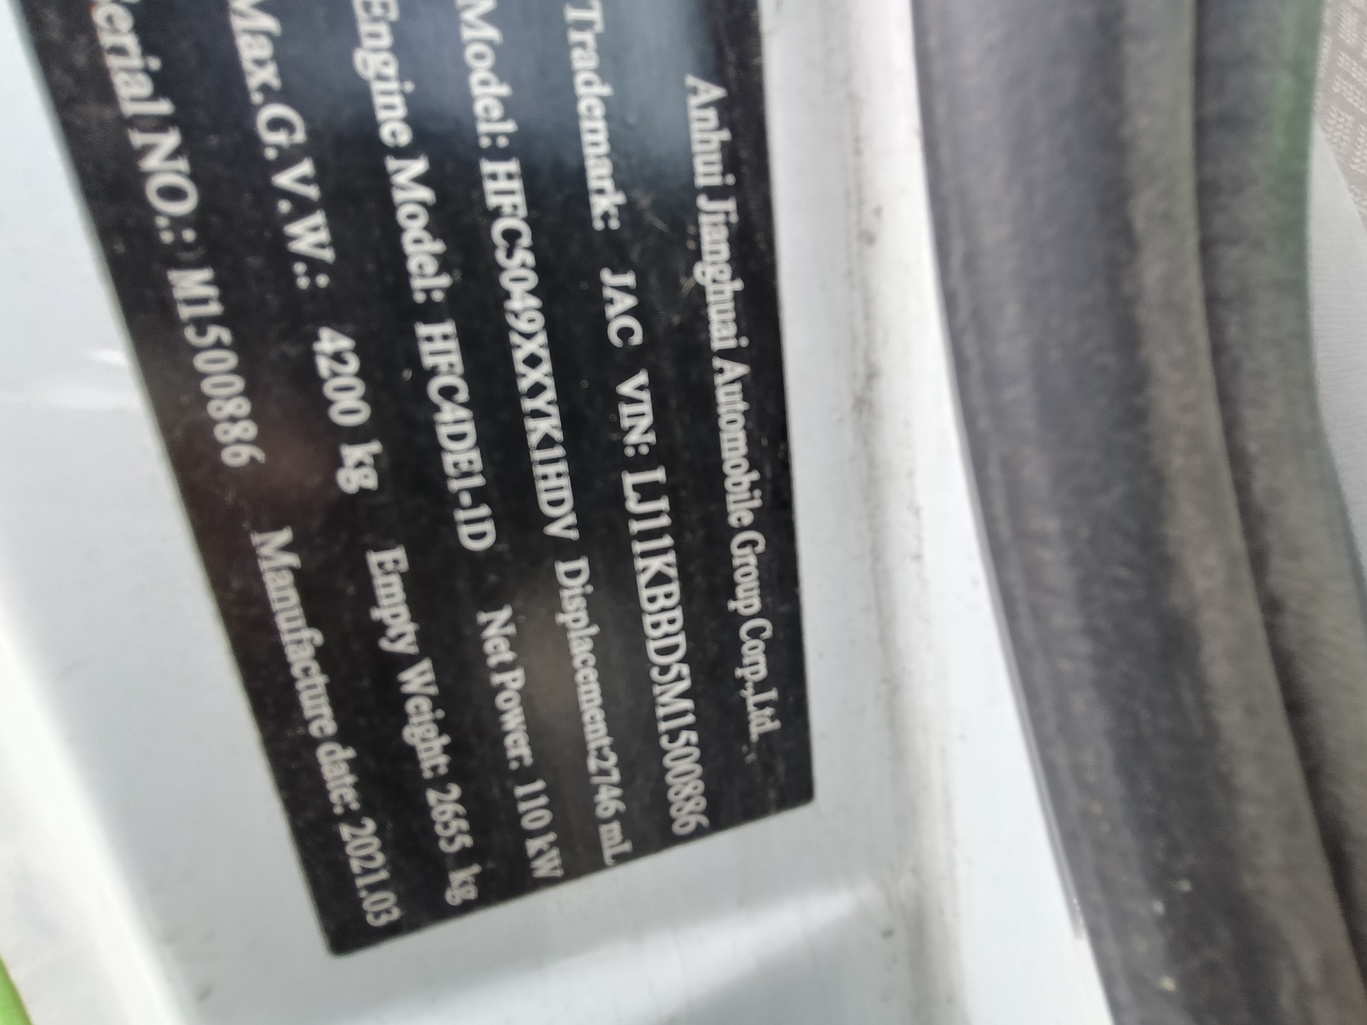 Anhui Jianghuai Automobile Group Corp.,Ltd.
Trademark: JAC VIN: LJ11KBBD5M1500886
Model: HFC5049XXYK1HDV Displacement:2746 mL
Engine Model: HFC4DE1-1D Net Power: 110 kW
Max.G.V.W.: 4200 kg Empty Weight: 2655 kg
Serial NO.: M1500886 Manufacture date: 2021.03